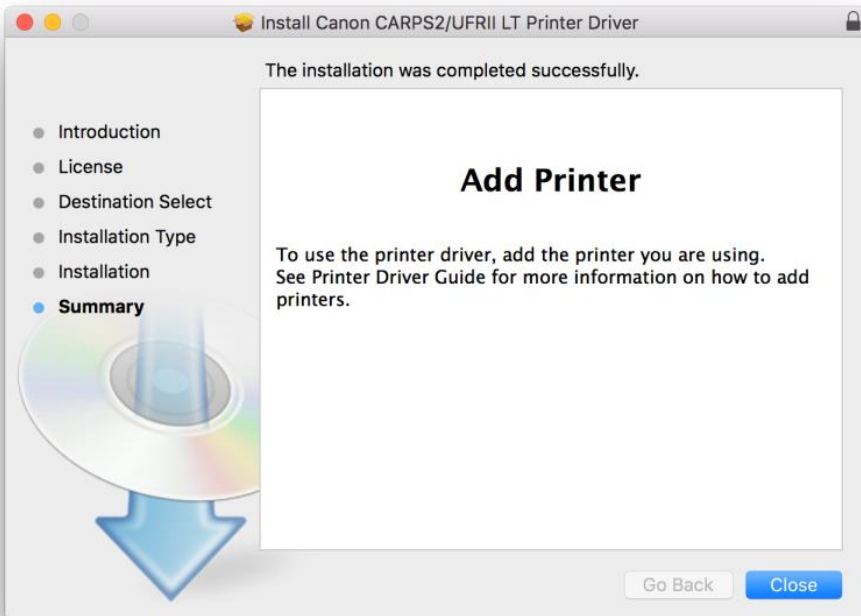 Install Canon CARPS2/UFRII LT Printer Driver
The installation was completed successfully.
Introduction
License
Destination Select
Installation Type
Installation
Summary
Add Printer
To use the printer driver, add the printer you are using.
See Printer Driver Guide for more information on how to add
printers.
Go Back
Close